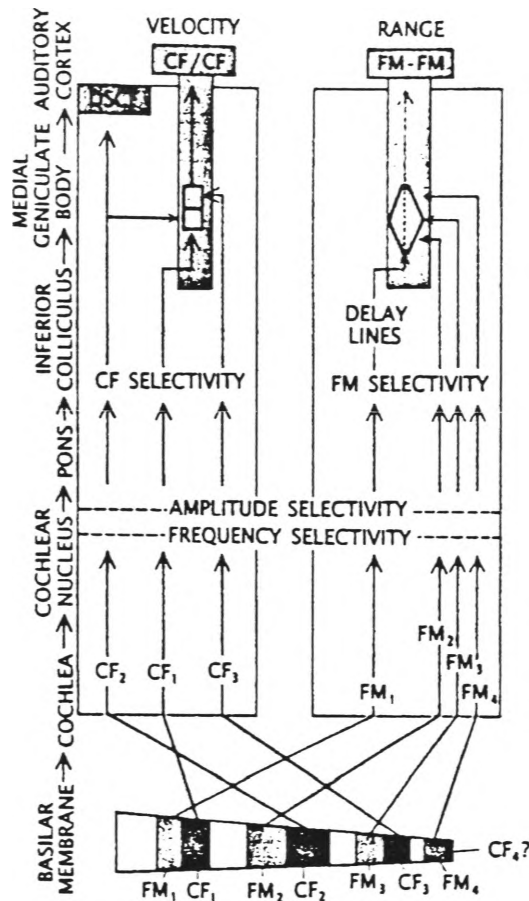 VELOCITY
RANGE
CF/CF
FM-FM
DSCF
DELAY
LINES
CF SELECTIVITY
FM SELECTIVITY
AMPLITUDE SELECTIVITY
FREQUENCY SELECTIVITY
CF₂
CF₁
CF₃
FM₁
FM₂
FM₃
FM₄
BASILAR
MEMBRANE
COCHLEA
COCHLEAR
NUCLEUS
PONS
INFERIOR
COLLICULUS
MEDIAL
GENICULATE
BODY
AUDITORY
CORTEX
CF₄?
FM₁
CF₁
FM₂
CF₂
FM₃
CF₃
FM₄